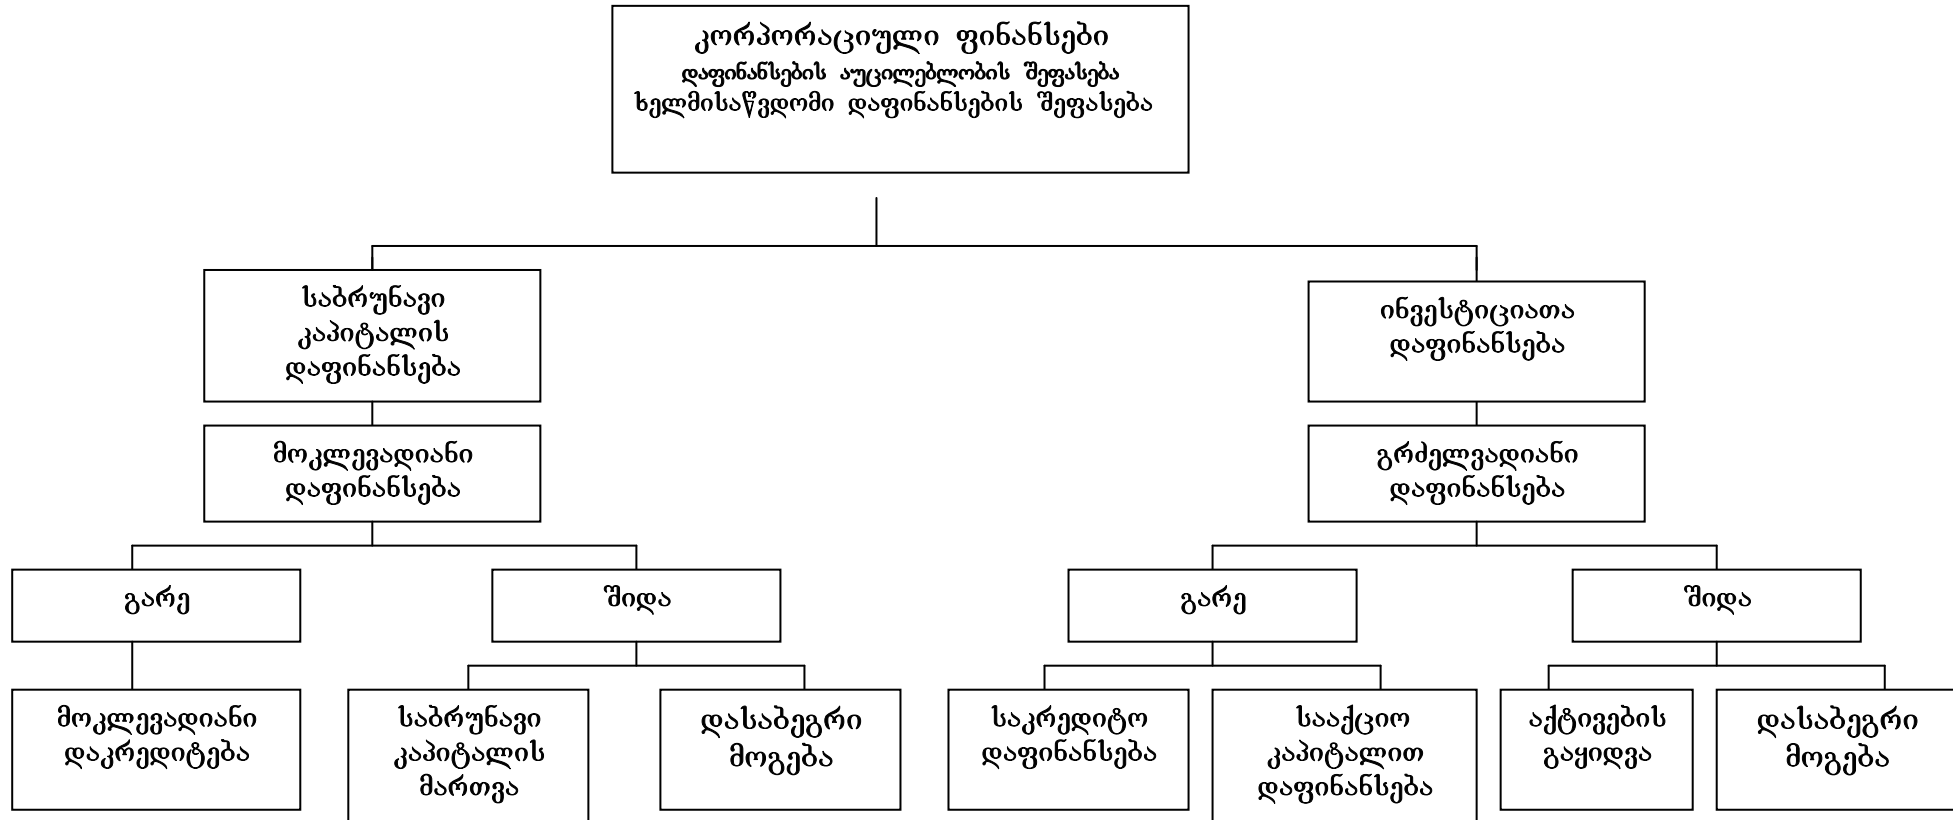 კორპორაციული ფინანსები
დაფინანსების აუცილებლობის შეფასება
ხელმისაწვდომი დაფინანსების შეფასება
საბრუნავი
კაპიტალის
დაფინანსება
ინვესტიციათა
დაფინანსება
მოკლევადიანი
დაფინანსება
გრძელვადიანი
დაფინანსება
გარე
შიდა
გარე
შიდა
მოკლევადიანი
დაკრედიტება
საბრუნავი
კაპიტალის
მართვა
დასაბეგრი
მოგება
საკრედიტო
დაფინანსება
სააქციო
კაპიტალით
დაფინანსება
აქტივების
გაყიდვა
დასაბეგრი
მოგება